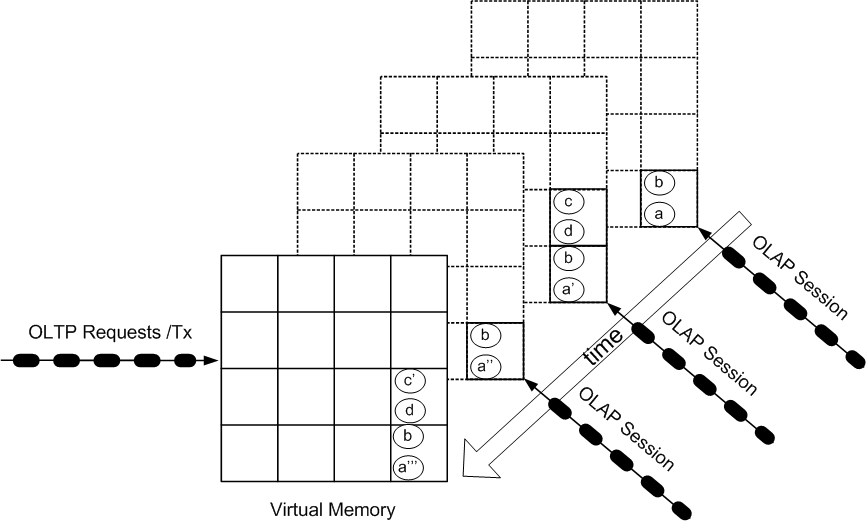 b
a
OLAP Session
c
d
b
a'
OLAP Session
b
a''
OLAP Session
time
OLTP Requests /Tx
c'
d
b
a'''
Virtual Memory